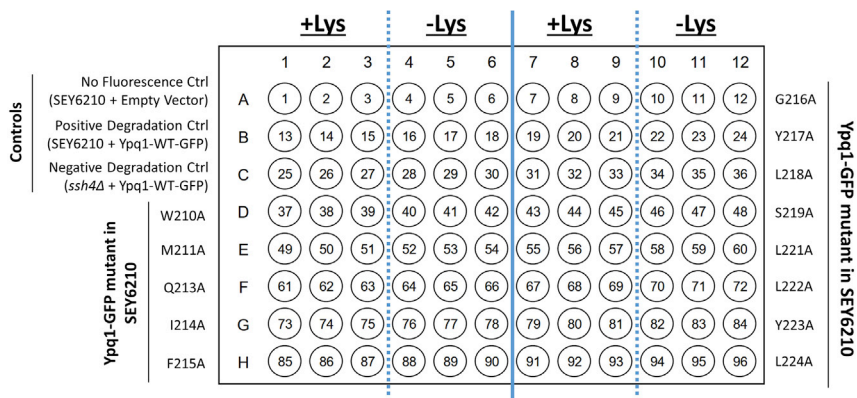 +Lys -Lys +Lys -Lys
1 2 3 4 5 6 7 8 9 10 11 12
Controls
No Fluorescence Ctrl
(SEY6210 + Empty Vector)
A 1 2 3 4 5 6 7 8 9 10 11 12 G216A
Positive Degradation Ctrl
(SEY6210 + Ypq1-WT-GFP)
B 13 14 15 16 17 18 19 20 21 22 23 24 Y217A
Negative Degradation Ctrl
(ssh4Δ + Ypq1-WT-GFP)
C 25 26 27 28 29 30 31 32 33 34 35 36 L218A
Ypq1-GFP mutant in
SEY6210
W210A D 37 38 39 40 41 42 43 44 45 46 47 48 S219A
M211A E 49 50 51 52 53 54 55 56 57 58 59 60 L221A
Q213A F 61 62 63 64 65 66 67 68 69 70 71 72 L222A
I214A G 73 74 75 76 77 78 79 80 81 82 83 84 Y223A
F215A H 85 86 87 88 89 90 91 92 93 94 95 96 L224A
Ypq1-GFP mutant in SEY6210